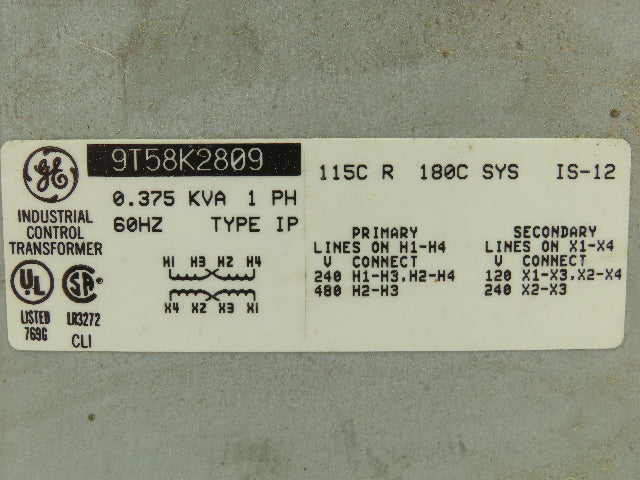 GE
9T58K2809
INDUSTRIAL
CONTROL
TRANSFORMER
0.375 KVA 1 PH
60HZ TYPE IP
H1 H3 H2 H4
X4 X2 X3 X1
UL
LISTED
769G
SA
LR3272
CL1
115C R 180C SYS IS-12
PRIMARY
LINES ON H1-H4
V CONNECT
240 H1-H3,H2-H4
480 H2-H3
SECONDARY
LINES ON X1-X4
V CONNECT
120 X1-X3,X2-X4
240 X2-X3